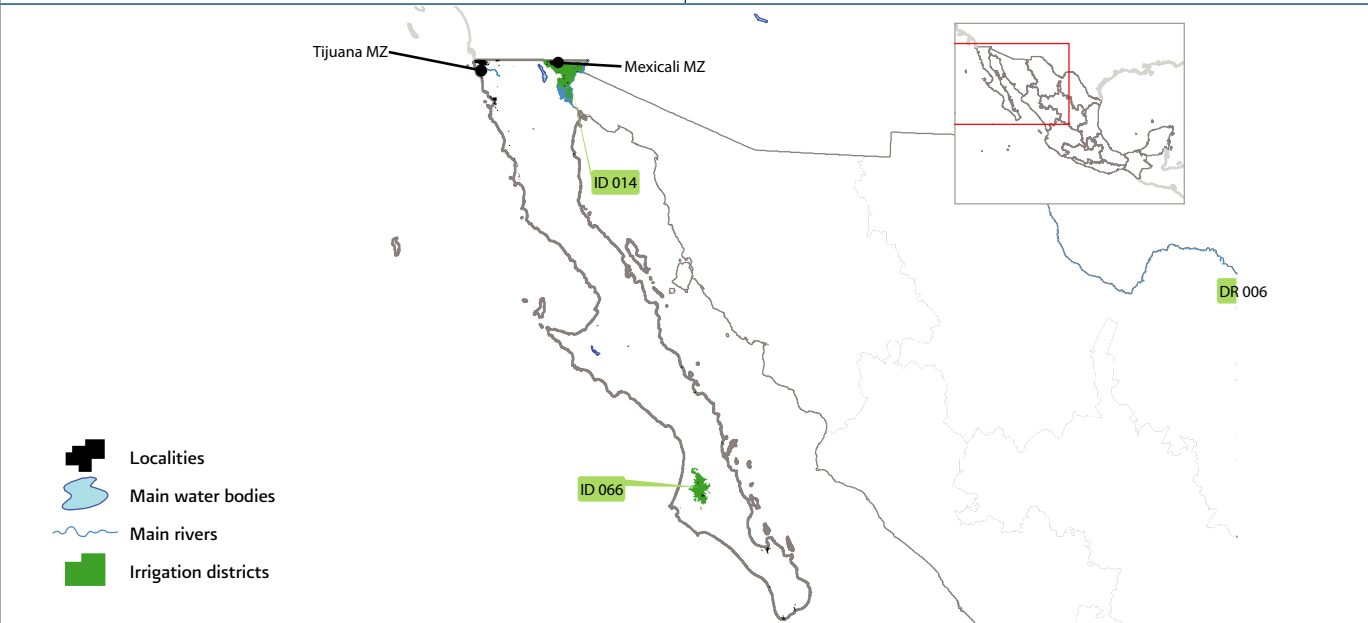 Tijuana MZ
Mexicali MZ
ID 014
DR 006
Localities
ID 066
Main water bodies
Main rivers
Irrigation districts